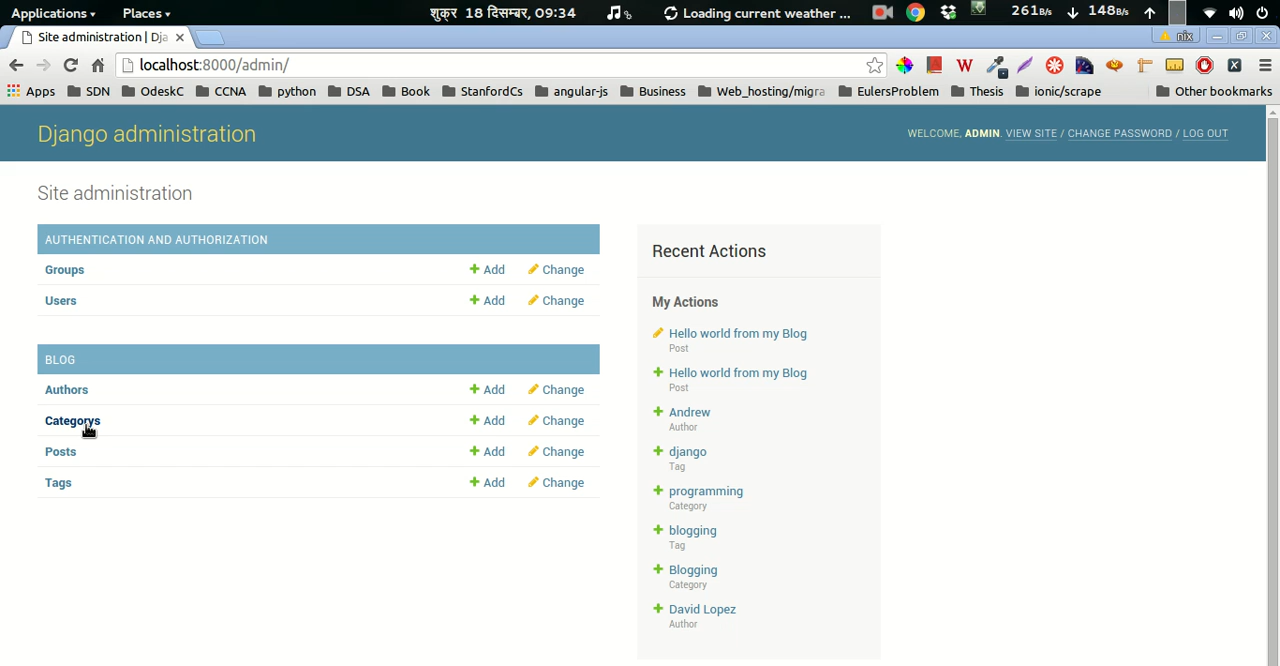 Applications Places शुक्र 18 दिसम्बर, 09:34 Loading current weather ... 261B/s 148B/s
Site administration | Dja nix
localhost:8000/admin/
Apps SDN OdeskC CCNA python DSA Book StanfordCs angular-js Business Web_hosting/migra EulersProblem Thesis ionic/scrape Other bookmarks
Django administration WELCOME, ADMIN. VIEW SITE / CHANGE PASSWORD / LOG OUT
Site administration
AUTHENTICATION AND AUTHORIZATION
Groups Add Change
Users Add Change
BLOG
Authors Add Change
Categorys Add Change
Posts Add Change
Tags Add Change
Recent Actions
My Actions
Hello world from my Blog
Post
Hello world from my Blog
Post
Andrew
Author
django
Tag
programming
Category
blogging
Tag
Blogging
Category
David Lopez
Author